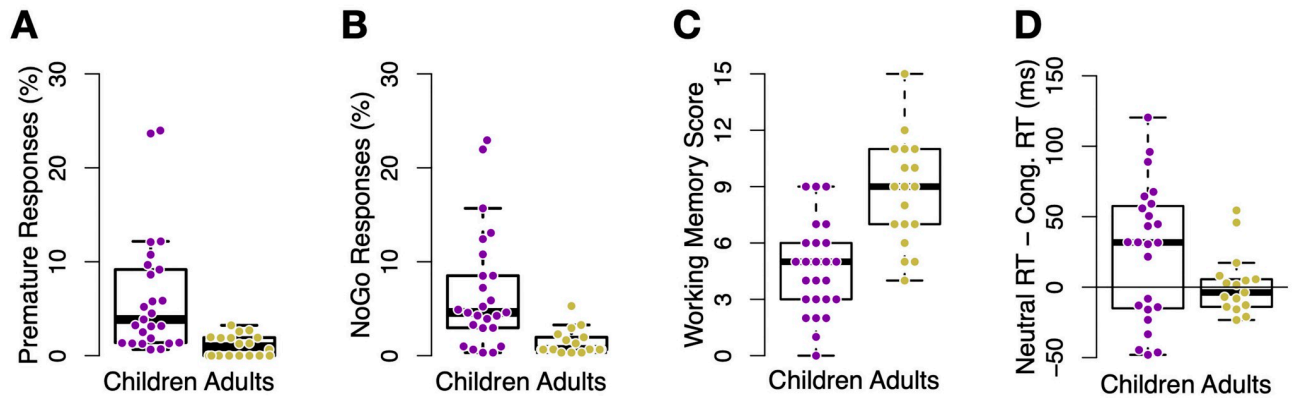 A
Premature Responses (%)
30
20
10
0
Children Adults
B
NoGo Responses (%)
30
20
10
0
Children Adults
C
Working Memory Score
15
12
9
6
3
0
Children Adults
D
Neutral RT − Cong. RT (ms)
150
100
50
0
−50
Children Adults